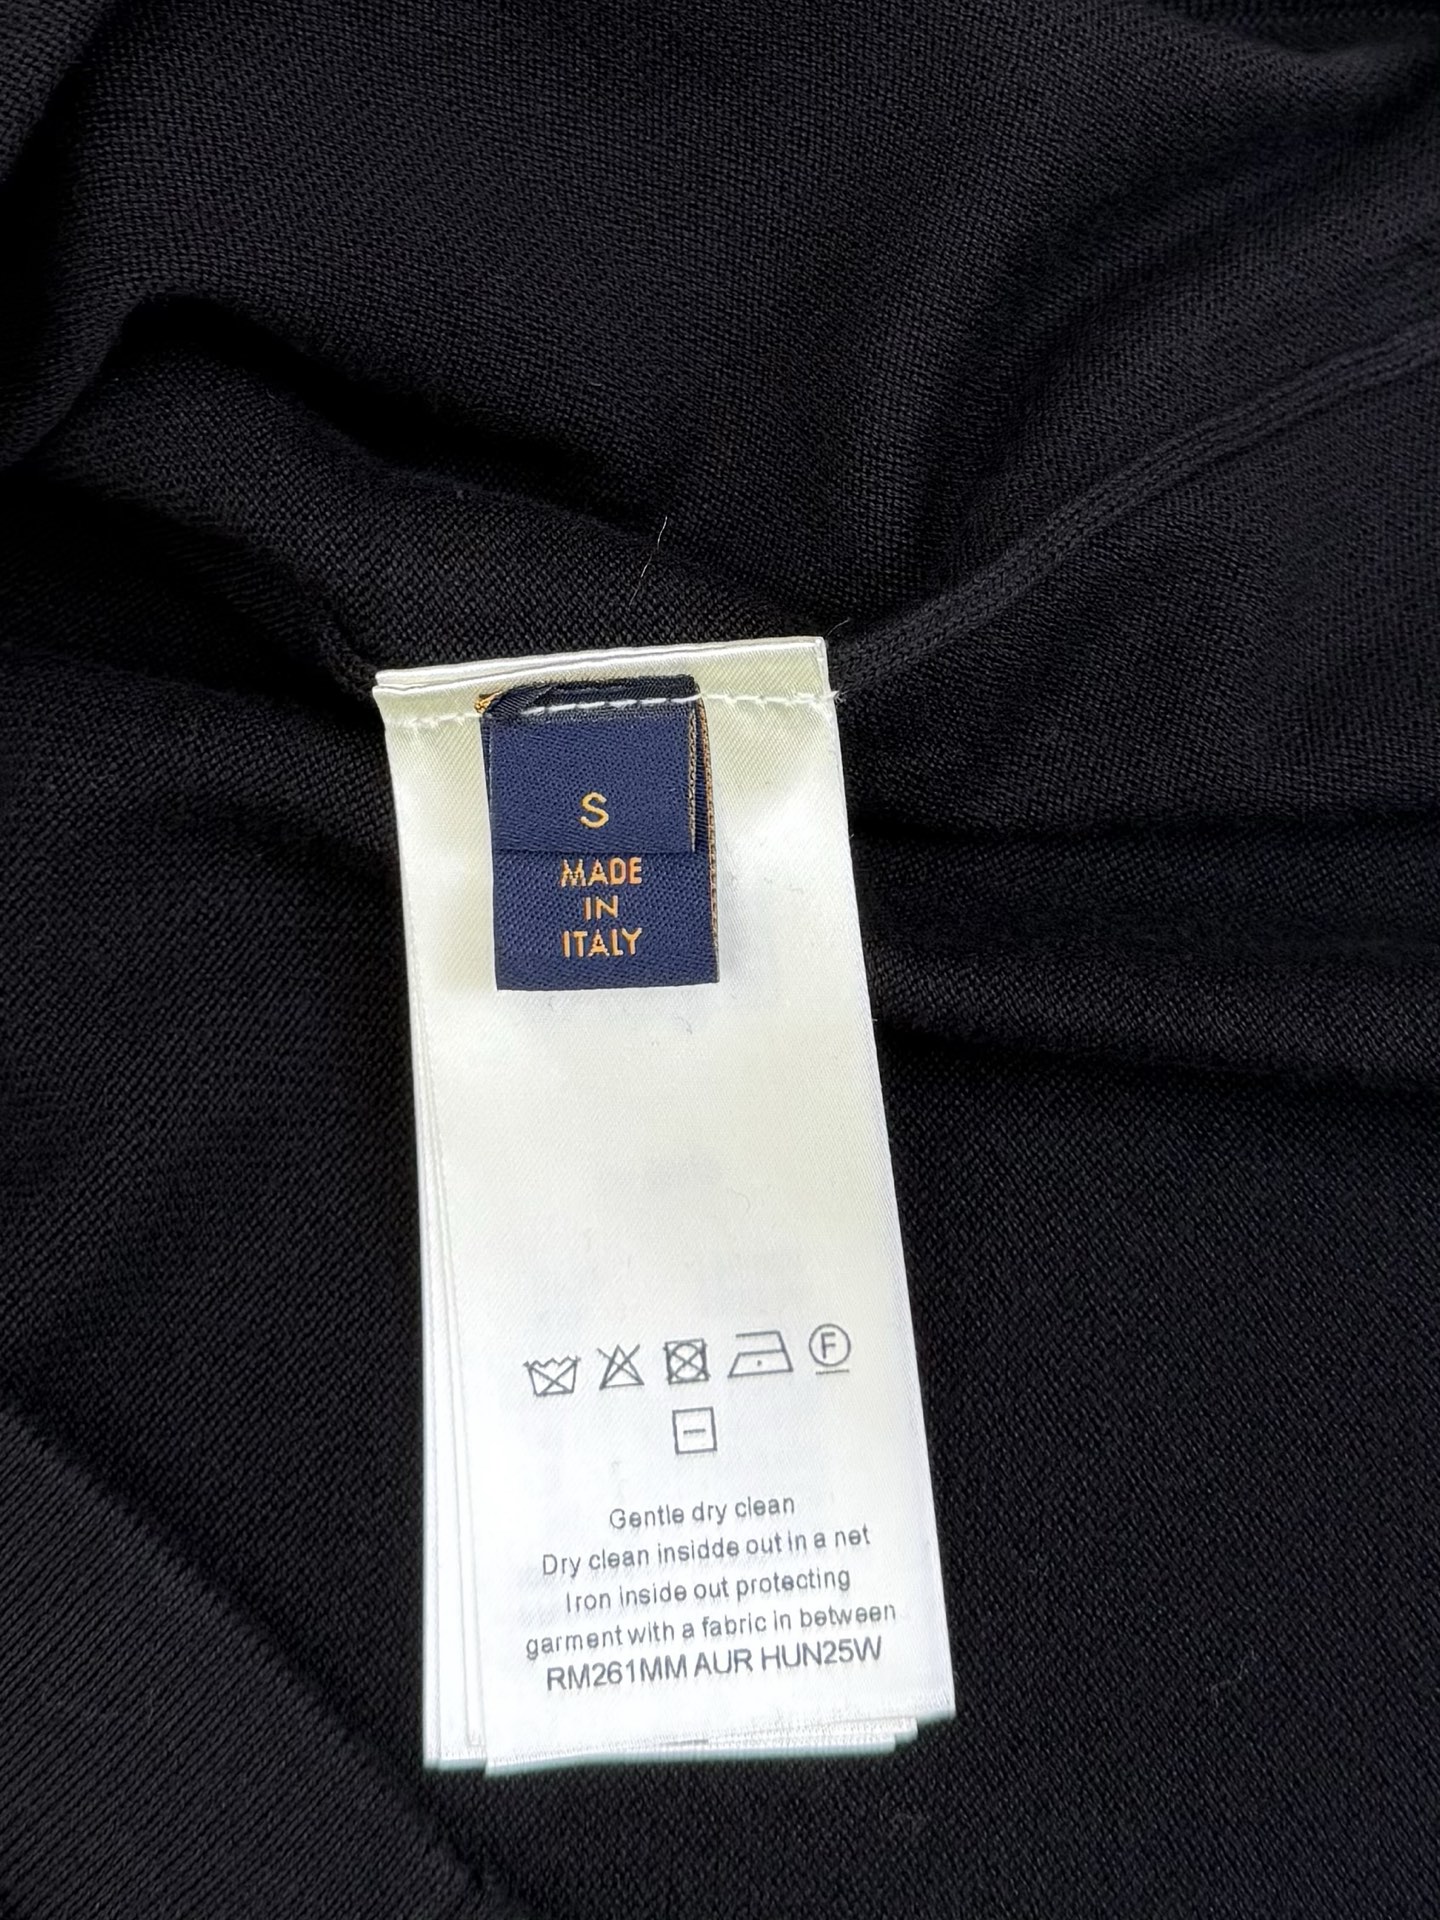 S
MADE
IN
ITALY
F
Gentle dry clean
Dry clean insidde out in a net
Iron inside out protecting
garment with a fabric in between
RM261MM AUR HUN25W